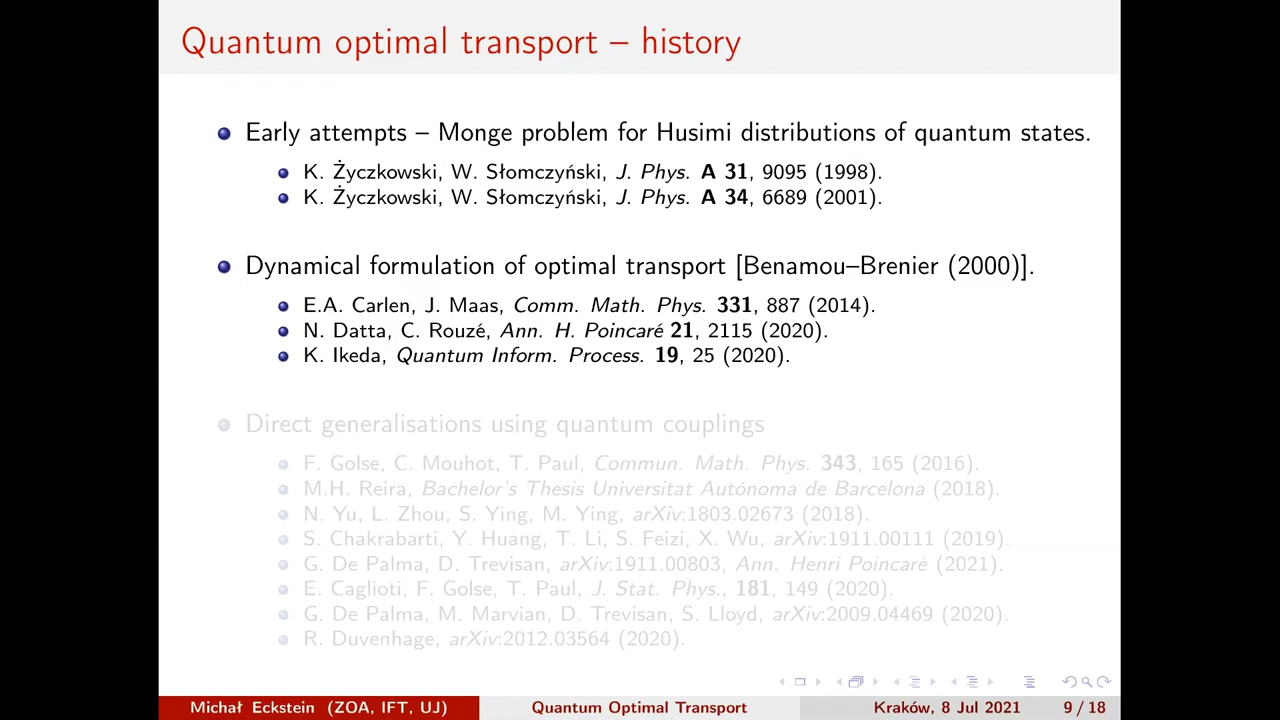 Quantum optimal transport – history
Early attempts – Monge problem for Husimi distributions of quantum states.
K. Życzkowski, W. Słomczyński, J. Phys. A 31, 9095 (1998).
K. Życzkowski, W. Słomczyński, J. Phys. A 34, 6689 (2001).
Dynamical formulation of optimal transport [Benamou–Brenier (2000)].
E.A. Carlen, J. Maas, Comm. Math. Phys. 331, 887 (2014).
N. Datta, C. Rouzé, Ann. H. Poincaré 21, 2115 (2020).
K. Ikeda, Quantum Inform. Process. 19, 25 (2020).
Direct generalisations using quantum couplings
F. Golse, C. Mouhot, T. Paul, Commun. Math. Phys. 343, 165 (2016).
M.H. Reira, Bachelor's Thesis Universitat Autònoma de Barcelona (2018).
N. Yu, L. Zhou, S. Ying, M. Ying, arXiv:1803.02673 (2018).
S. Chakrabarti, Y. Huang, T. Li, S. Feizi, X. Wu, arXiv:1911.00111 (2019).
G. De Palma, D. Trevisan, arXiv:1911.00803, Ann. Henri Poincaré (2021).
E. Caglioti, F. Golse, T. Paul, J. Stat. Phys., 181, 149 (2020).
G. De Palma, M. Marvian, D. Trevisan, S. Lloyd, arXiv:2009.04469 (2020).
R. Duvenhage, arXiv:2012.03564 (2020).
Michał Eckstein (ZOA, IFT, UJ) Quantum Optimal Transport Kraków, 8 Jul 2021 9 / 18